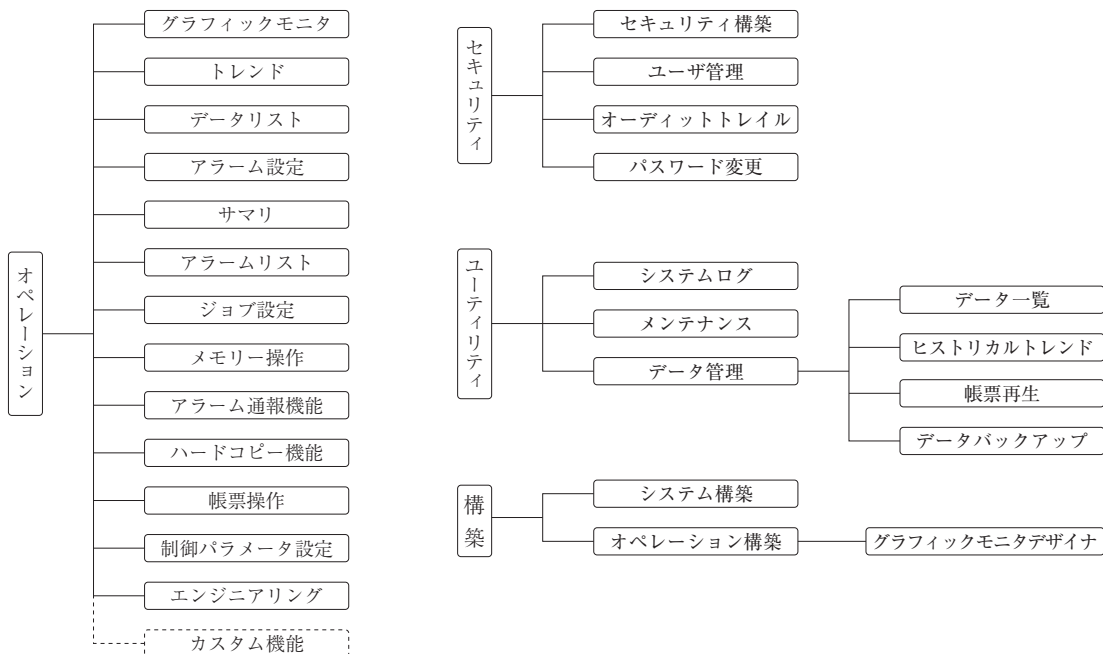 オペレーション
グラフィックモニタ
トレンド
データリスト
アラーム設定
サマリ
アラームリスト
ジョブ設定
メモリー操作
アラーム通報機能
ハードコピー機能
帳票操作
制御パラメータ設定
エンジニアリング
カスタム機能
セキュリティ
セキュリティ構築
ユーザ管理
オーディットトレイル
パスワード変更
ユーティリティ
システムログ
メンテナンス
データ管理
データ一覧
ヒストリカルトレンド
帳票再生
データバックアップ
構築
システム構築
オペレーション構築
グラフィックモニタデザイナ